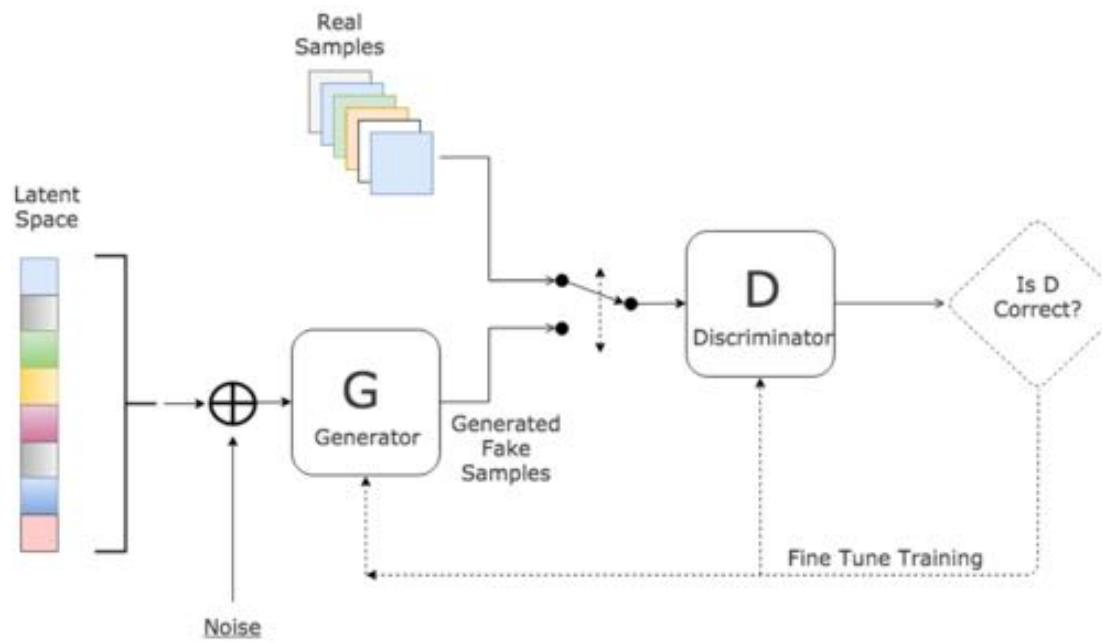 Real
Samples
Latent
Space
D
Discriminator
Is D
Correct?
G
Generator
Generated
Fake
Samples
Fine Tune Training
Noise